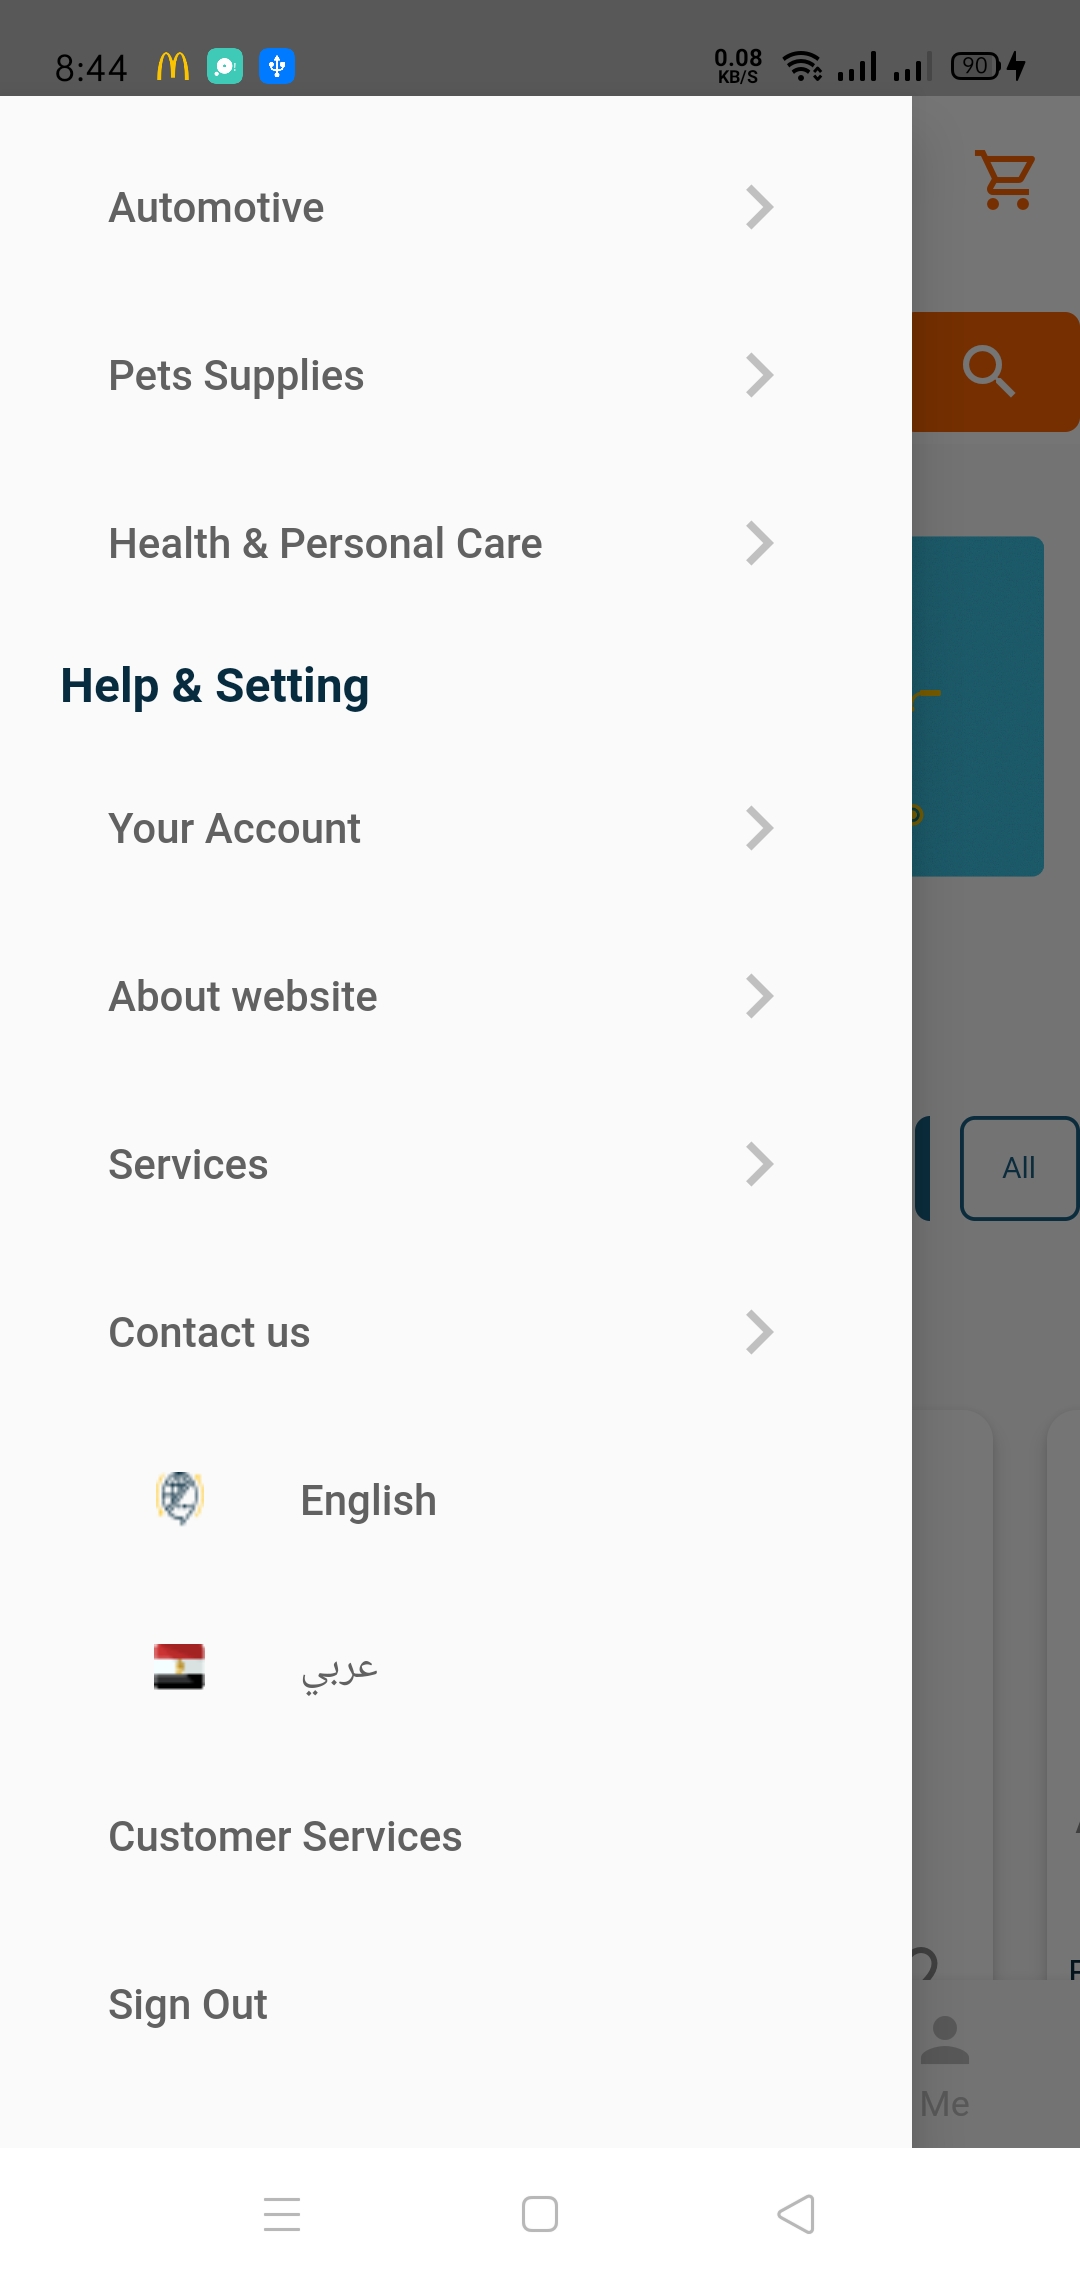 8:44
0.08
KB/S
90
Automotive
Pets Supplies
Health & Personal Care
Help & Setting
Your Account
About website
Services
All
Contact us
English
عربي
Customer Services
Sign Out
Me